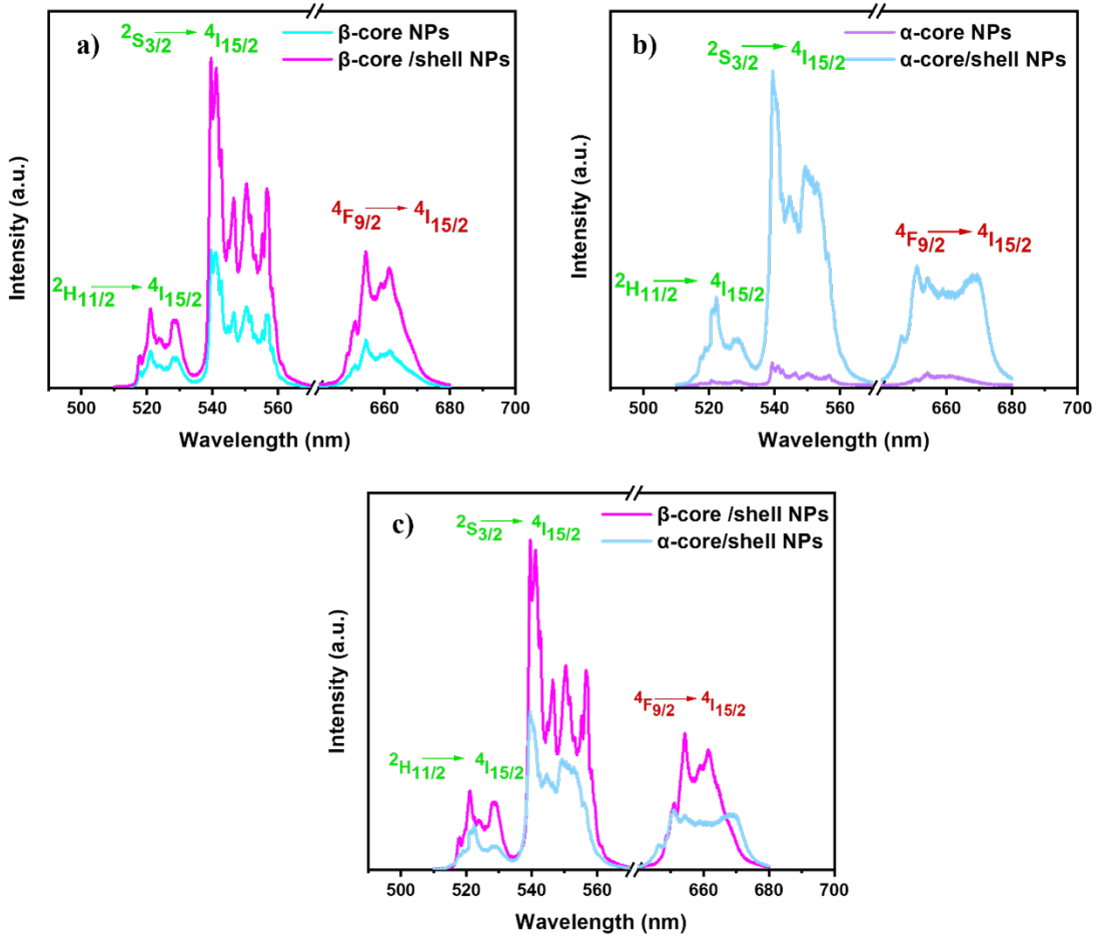 a)
²S₃/₂ → ⁴I₁₅/₂
β-core NPs
β-core /shell NPs
²H₁₁/₂ → ⁴I₁₅/₂
⁴F₉/₂ → ⁴I₁₅/₂
Intensity (a.u.)
500 520 540 560 660 680 700
Wavelength (nm)
b)
²S₃/₂ → ⁴I₁₅/₂
α-core NPs
α-core/shell NPs
²H₁₁/₂ → ⁴I₁₅/₂
⁴F₉/₂ → ⁴I₁₅/₂
Intensity (a.u.)
500 520 540 560 660 680 700
Wavelength (nm)
c)
²S₃/₂ → ⁴I₁₅/₂
β-core /shell NPs
α-core/shell NPs
²H₁₁/₂ → ⁴I₁₅/₂
⁴F₉/₂ → ⁴I₁₅/₂
Intensity (a.u.)
500 520 540 560 660 680 700
Wavelength (nm)